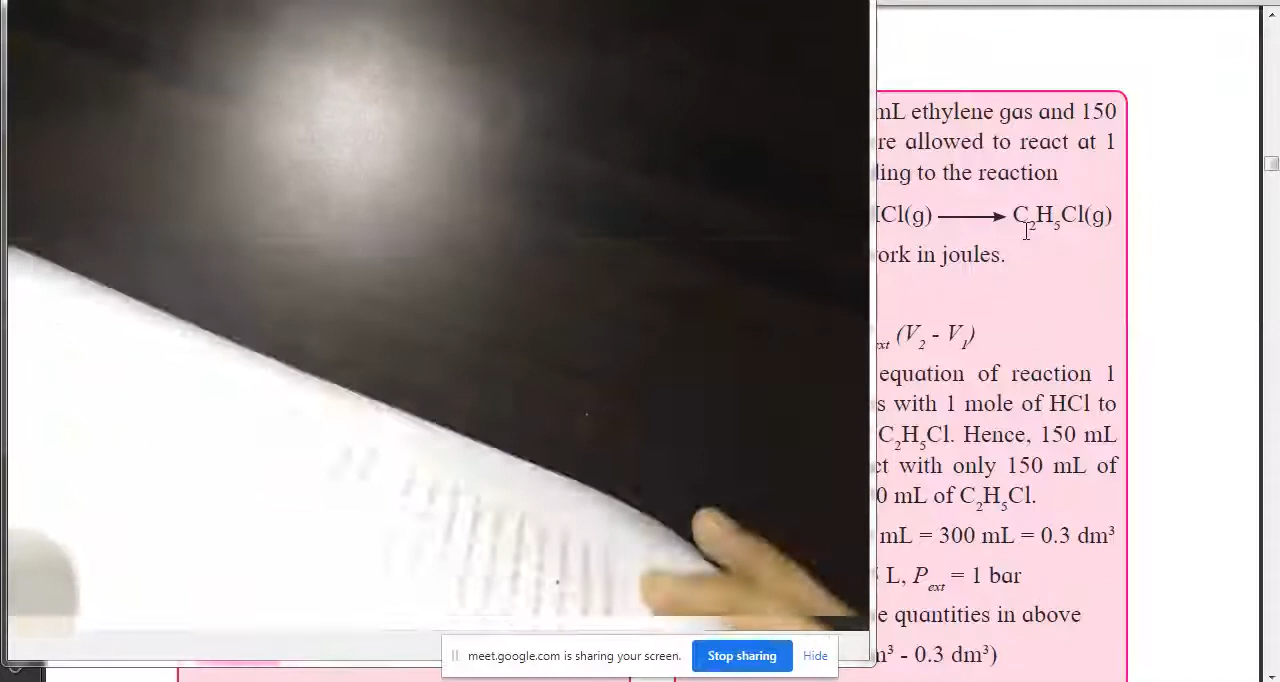 mL ethylene gas and 150
re allowed to react at 1
ding to the reaction
HCl(g) ⟶ C₂H₅Cl(g)
ork in joules.
ext (V₂ - V₁)
equation of reaction 1
s with 1 mole of HCl to
C₂H₅Cl. Hence, 150 mL
ct with only 150 mL of
0 mL of C₂H₅Cl.
mL = 300 mL = 0.3 dm³
L, Pₑₓₜ = 1 bar
e quantities in above
m³ - 0.3 dm³)
meet.google.com is sharing your screen.
Stop sharing
Hide